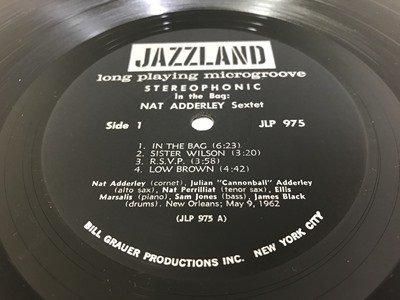 JAZZLAND
long playing microgroove
STEREOPHONIC
In the Bag:
NAT ADDERLEY Sextet
Side 1 JLP 975
1. IN THE BAG (6:23)
2. SISTER WILSON (3:20)
3. R.S.V.P. (3:58)
4. LOW BROWN (4:42)
Nat Adderley (cornet), Julian "Cannonball" Adderley
(alto sax), Nat Perrilliat (tenor sax), Ellis
Marsalis (piano), Sam Jones (bass), James Black
(drums). New Orleans; May 9, 1962
(JLP 975 A)
BILL GRAUER PRODUCTIONS INC. NEW YORK CITY